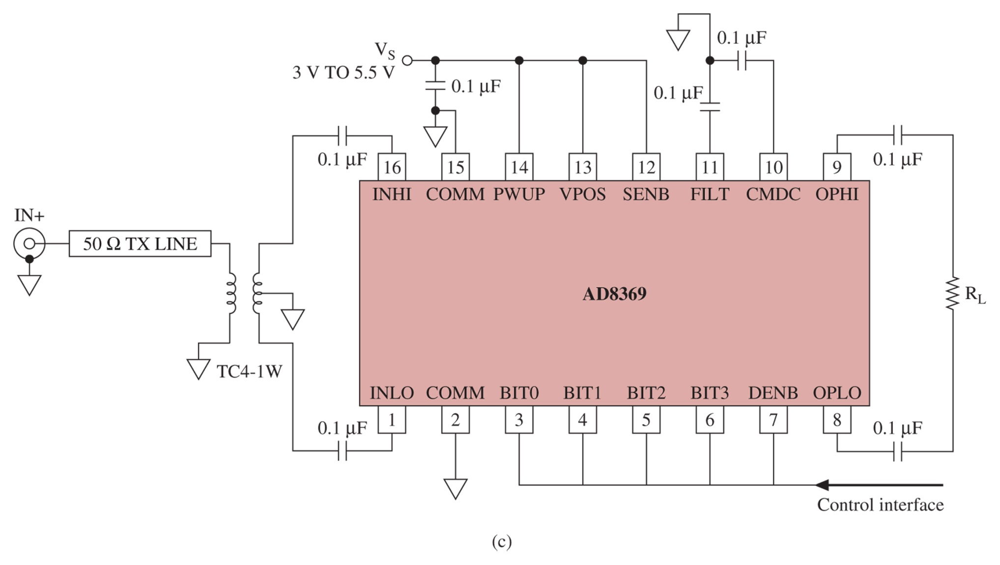 0.1 µF
V_S
3 V TO 5.5 V
0.1 µF
0.1 µF
0.1 µF
0.1 µF
16 15 14 13 12 11 10 9
INHI COMM PWUP VPOS SENB FILT CMDC OPHI
IN+
50 Ω TX LINE
AD8369
R_L
TC4-1W
INLO COMM BIT0 BIT1 BIT2 BIT3 DENB OPLO
1 2 3 4 5 6 7 8
0.1 µF
0.1 µF
Control interface
(c)